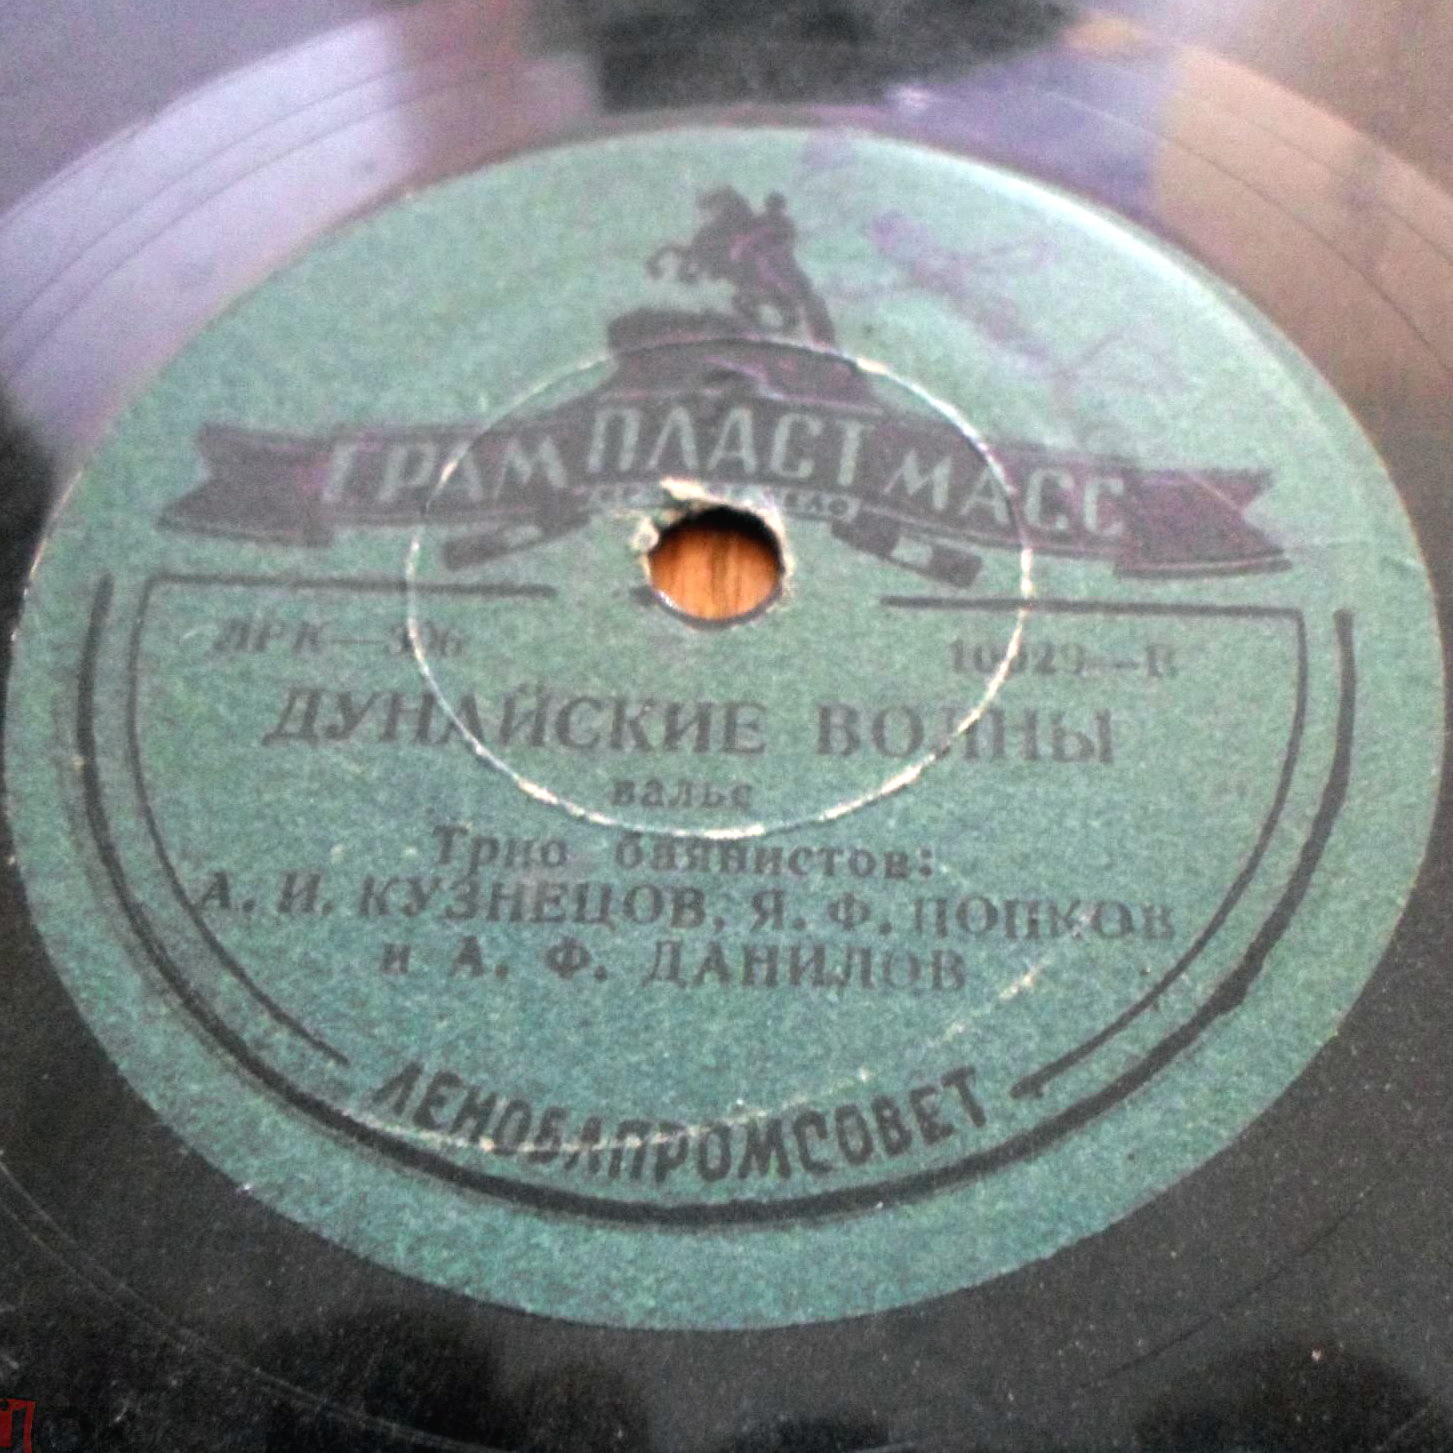 ГРАМПЛАСТМАСС
ДУНАЙСКИЕ ВОЛНЫ
вальс
Трио баянистов:
А. И. КУЗНЕЦОВ, Я. Ф. ПОПКОВ
и А. Ф. ДАНИЛОВ
ЛЕНОБЛПРОМСОВЕТ